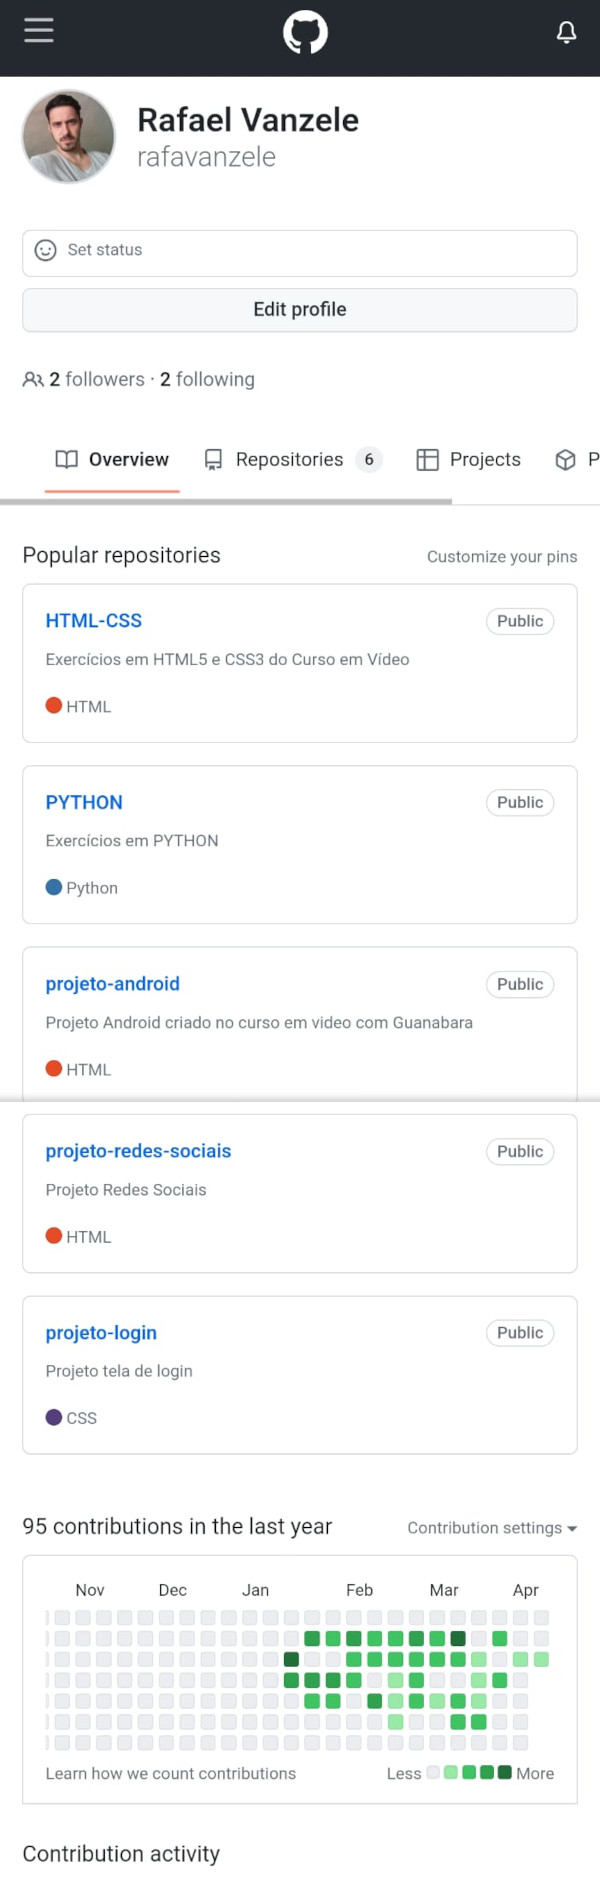 Rafael Vanzele
rafavanzele
Set status
Edit profile
2 followers · 2 following
Overview Repositories 6 Projects P
Popular repositories Customize your pins
HTML-CSS Public
Exercícios em HTML5 e CSS3 do Curso em Vídeo
HTML
PYTHON Public
Exercícios em PYTHON
Python
projeto-android Public
Projeto Android criado no curso em video com Guanabara
HTML
projeto-redes-sociais Public
Projeto Redes Sociais
HTML
projeto-login Public
Projeto tela de login
CSS
95 contributions in the last year Contribution settings
Nov Dec Jan Feb Mar Apr
Learn how we count contributions Less More
Contribution activity